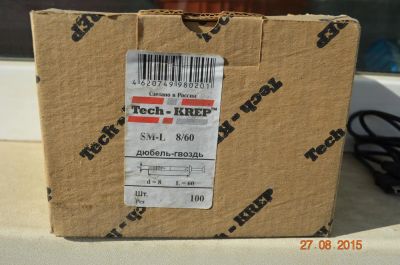 4620749980201
Сделано в России
Tech-KREP™
SM-L 8/60
дюбель-гвоздь
d=8 L=60
Шт.
Pcs 100
Tech-KREP
Tech-KREP
Tech-KREP
27.08.2015